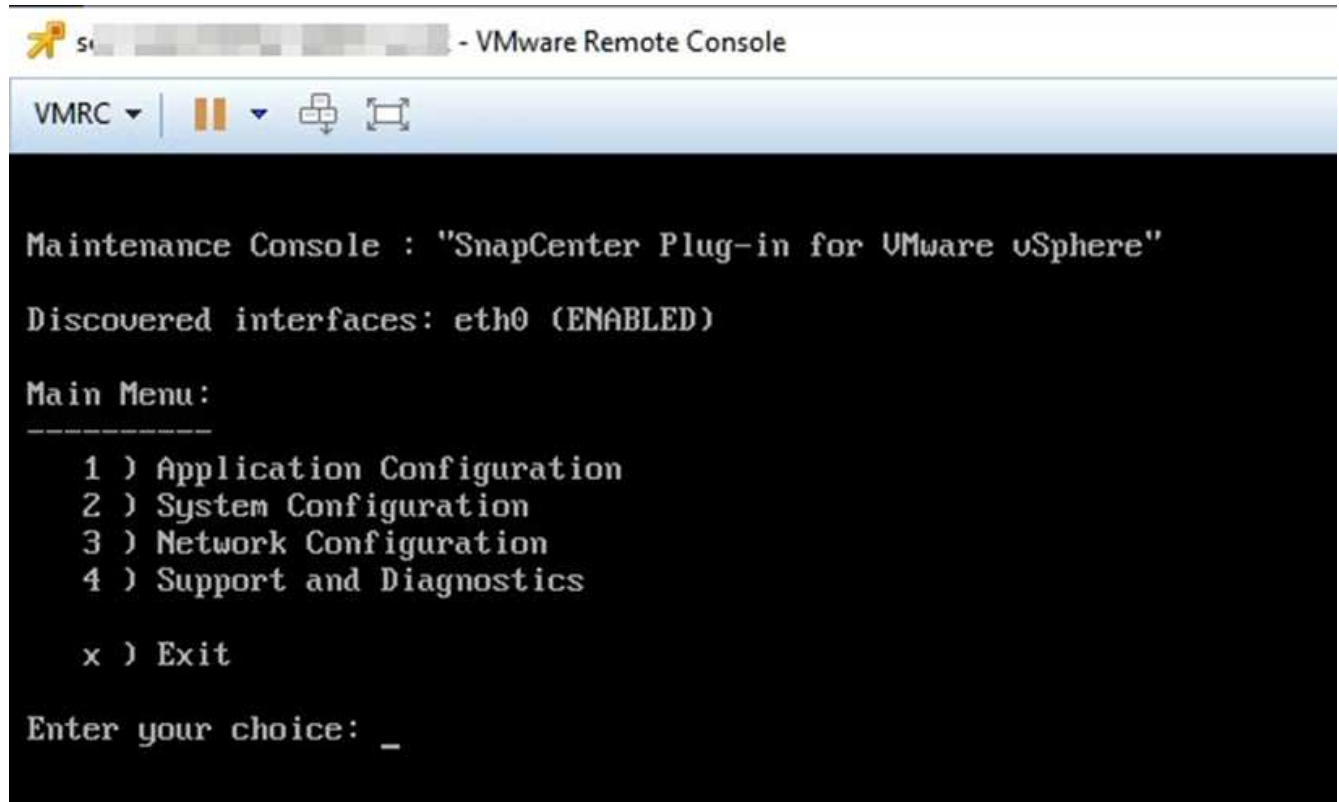 - VMware Remote Console
VMRC
Maintenance Console : "SnapCenter Plug-in for VMware vSphere"
Discovered interfaces: eth0 (ENABLED)
Main Menu:
----------
1 ) Application Configuration
2 ) System Configuration
3 ) Network Configuration
4 ) Support and Diagnostics
x ) Exit
Enter your choice: _